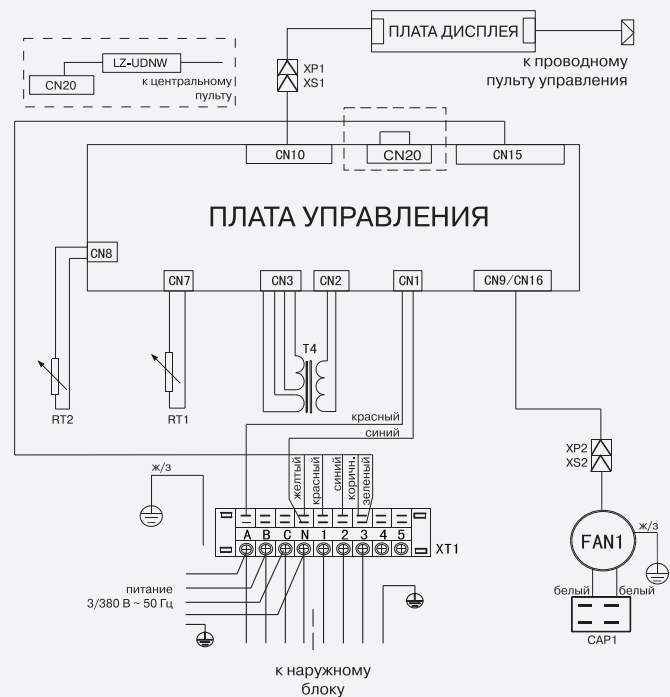 ПЛАТА ДИСПЛЕЯ
LZ-UDNW
CN20
к центральному
пульту
XP1
XS1
к проводному
пульту управления
CN10
CN20
CN15
ПЛАТА УПРАВЛЕНИЯ
CN8
CN7
CN3
CN2
CN1
CN9/CN16
T4
RT2
RT1
красный
синий
ж/з
желтый
красный
синий
коричн.
зеленый
XP2
XS2
A B C N 1 2 3 4 5
XT1
FAN1
ж/з
питание
3/380 В ~ 50 Гц
белый
белый
CAP1
к наружному
блоку